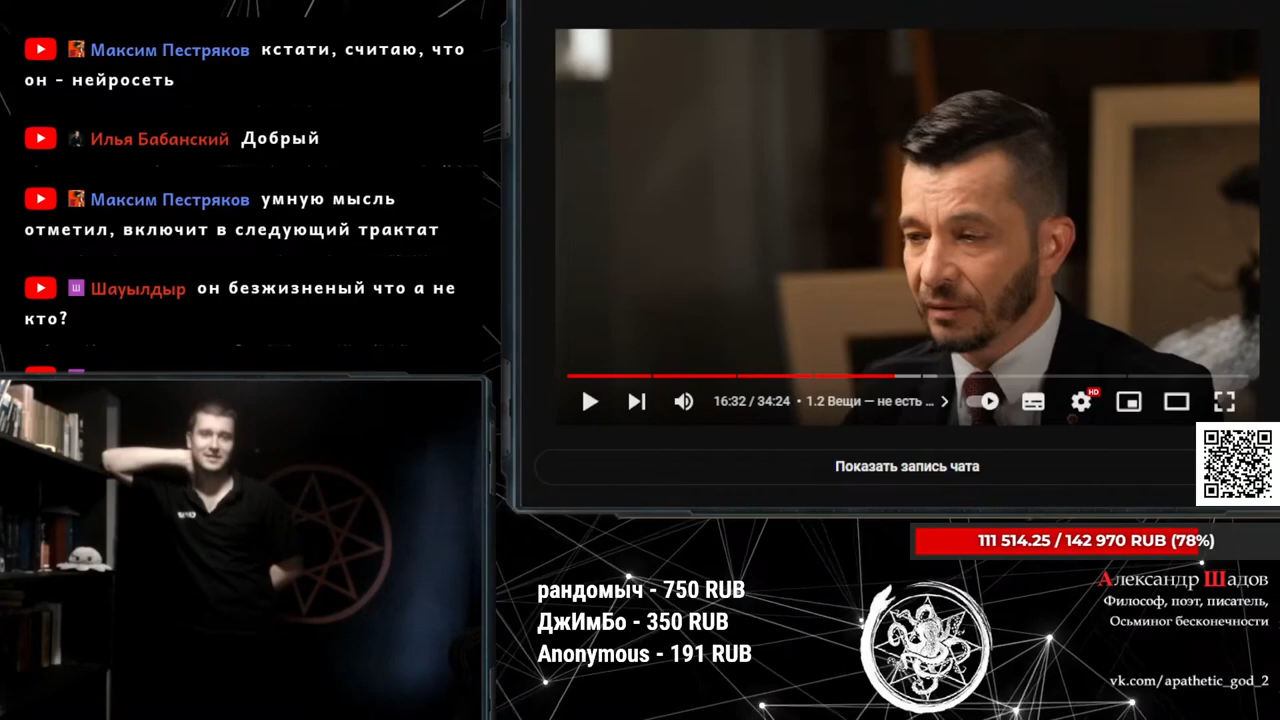 Максим Пестряков кстати, считаю, что
он - нейросеть
Илья Бабанский Добрый
Максим Пестряков умную мысль
отметил, включит в следующий трактат
Ш Шауылдыр он безжизненый что а не
кто?
16:32 / 34:24 • 1.2 Вещи — не есть ...
HD
Показать запись чата
111 514.25 / 142 970 RUB (78%)
рандомыч - 750 RUB
ДжИмБо - 350 RUB
Anonymous - 191 RUB
Александр Шадов
Философ, поэт, писатель,
Осьминог бесконечности
vk.com/apathetic_god_2